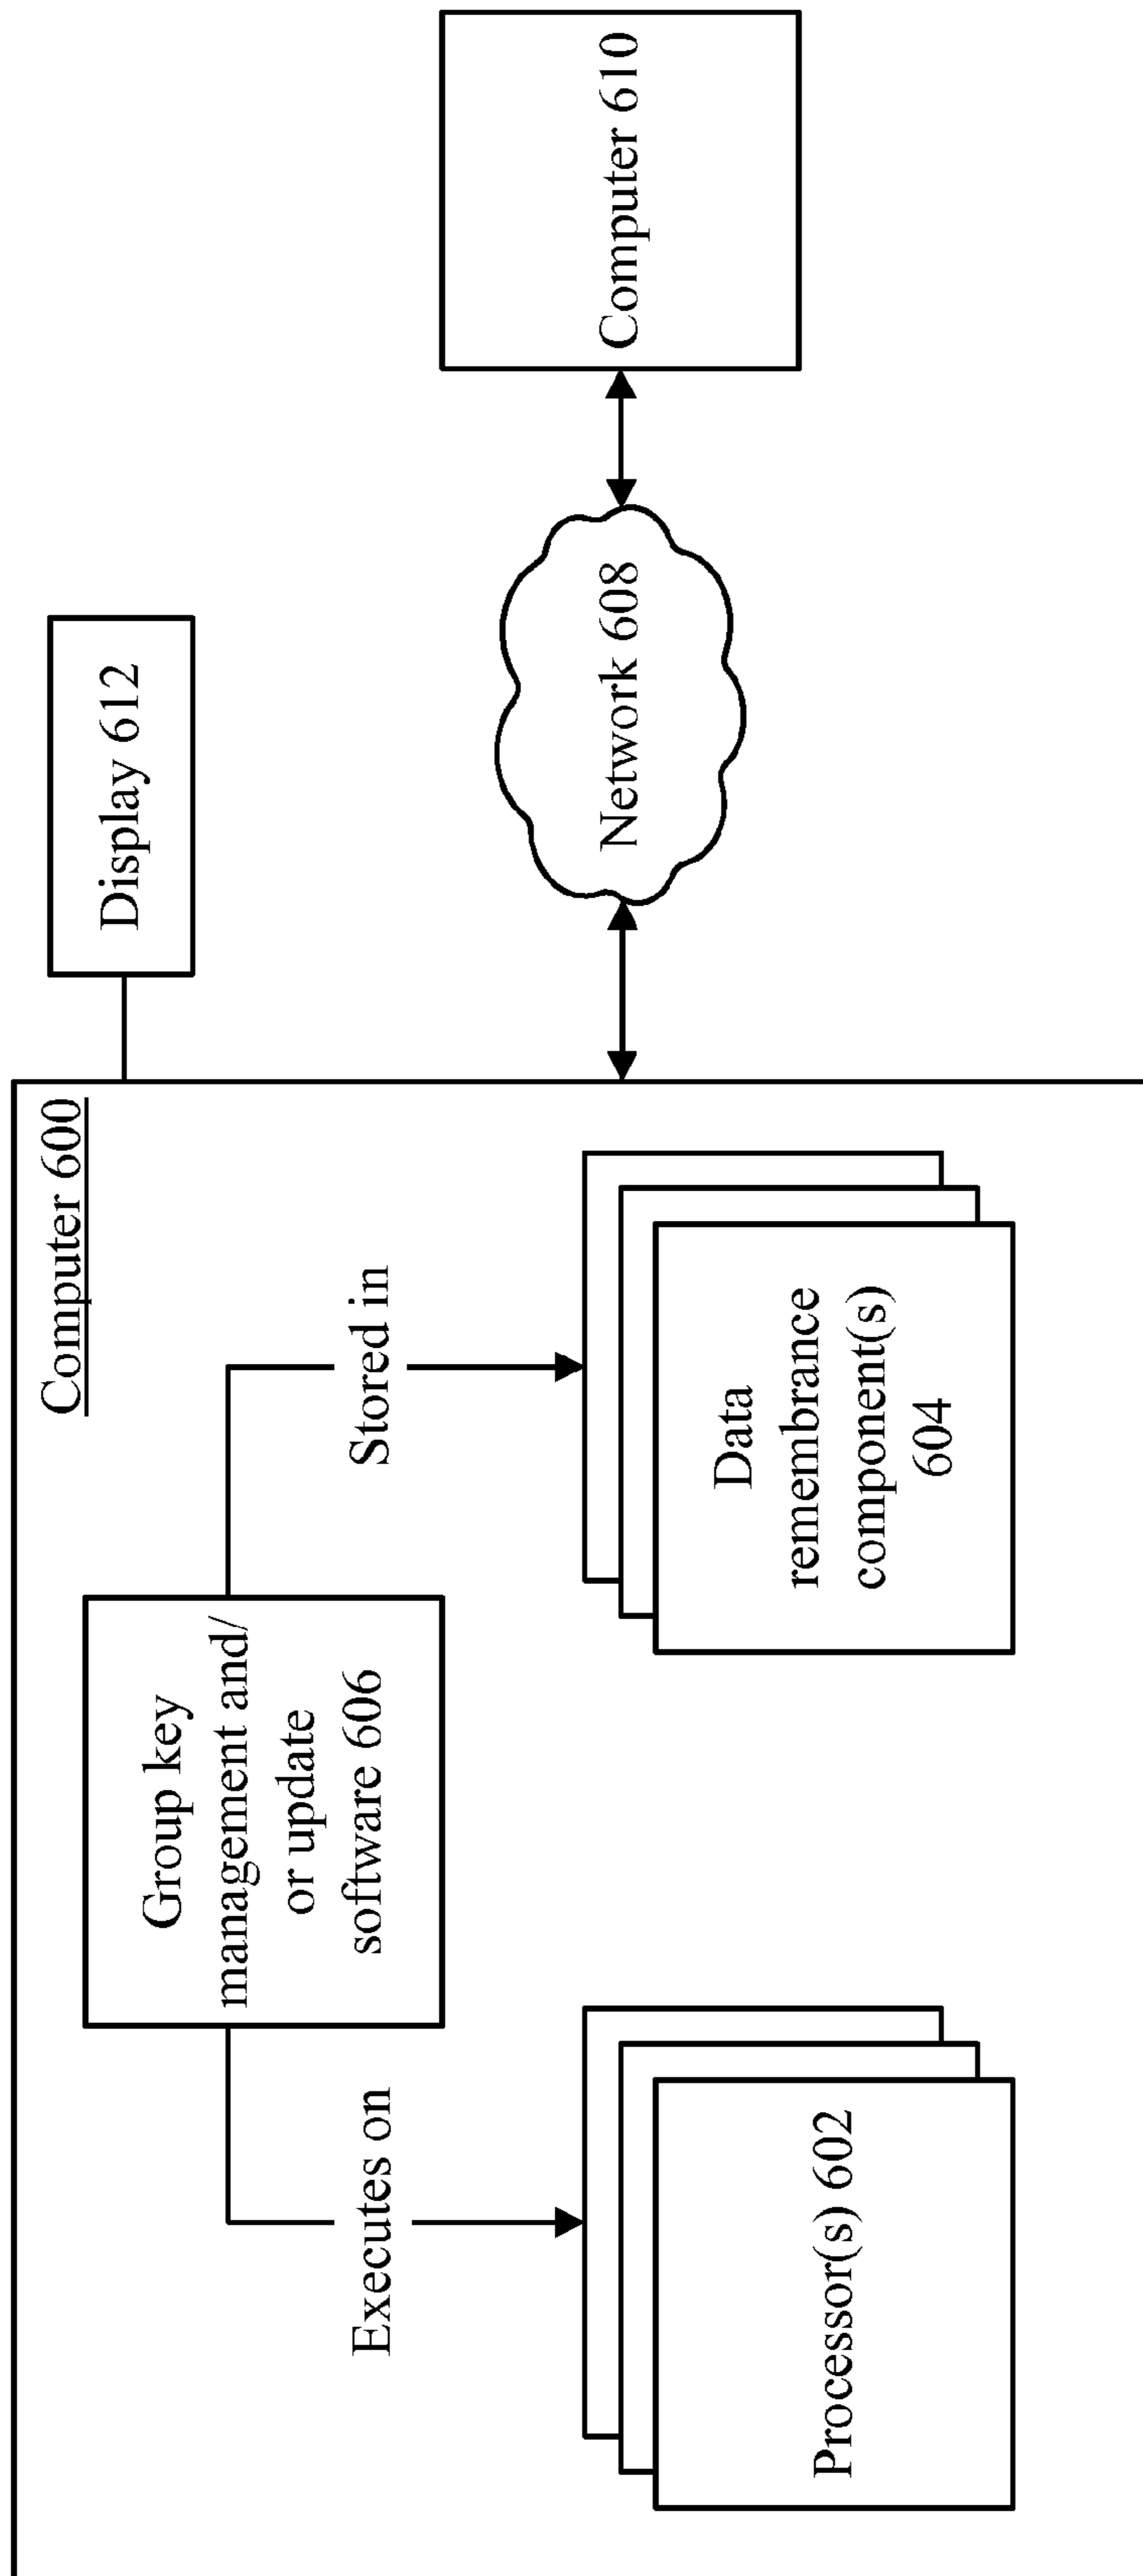 Computer 600
Group key
management and/
or update
software 606
Executes on
Stored in
Processor(s) 602
Data
remembrance
component(s)
604
Display 612
Network 608
Computer 610